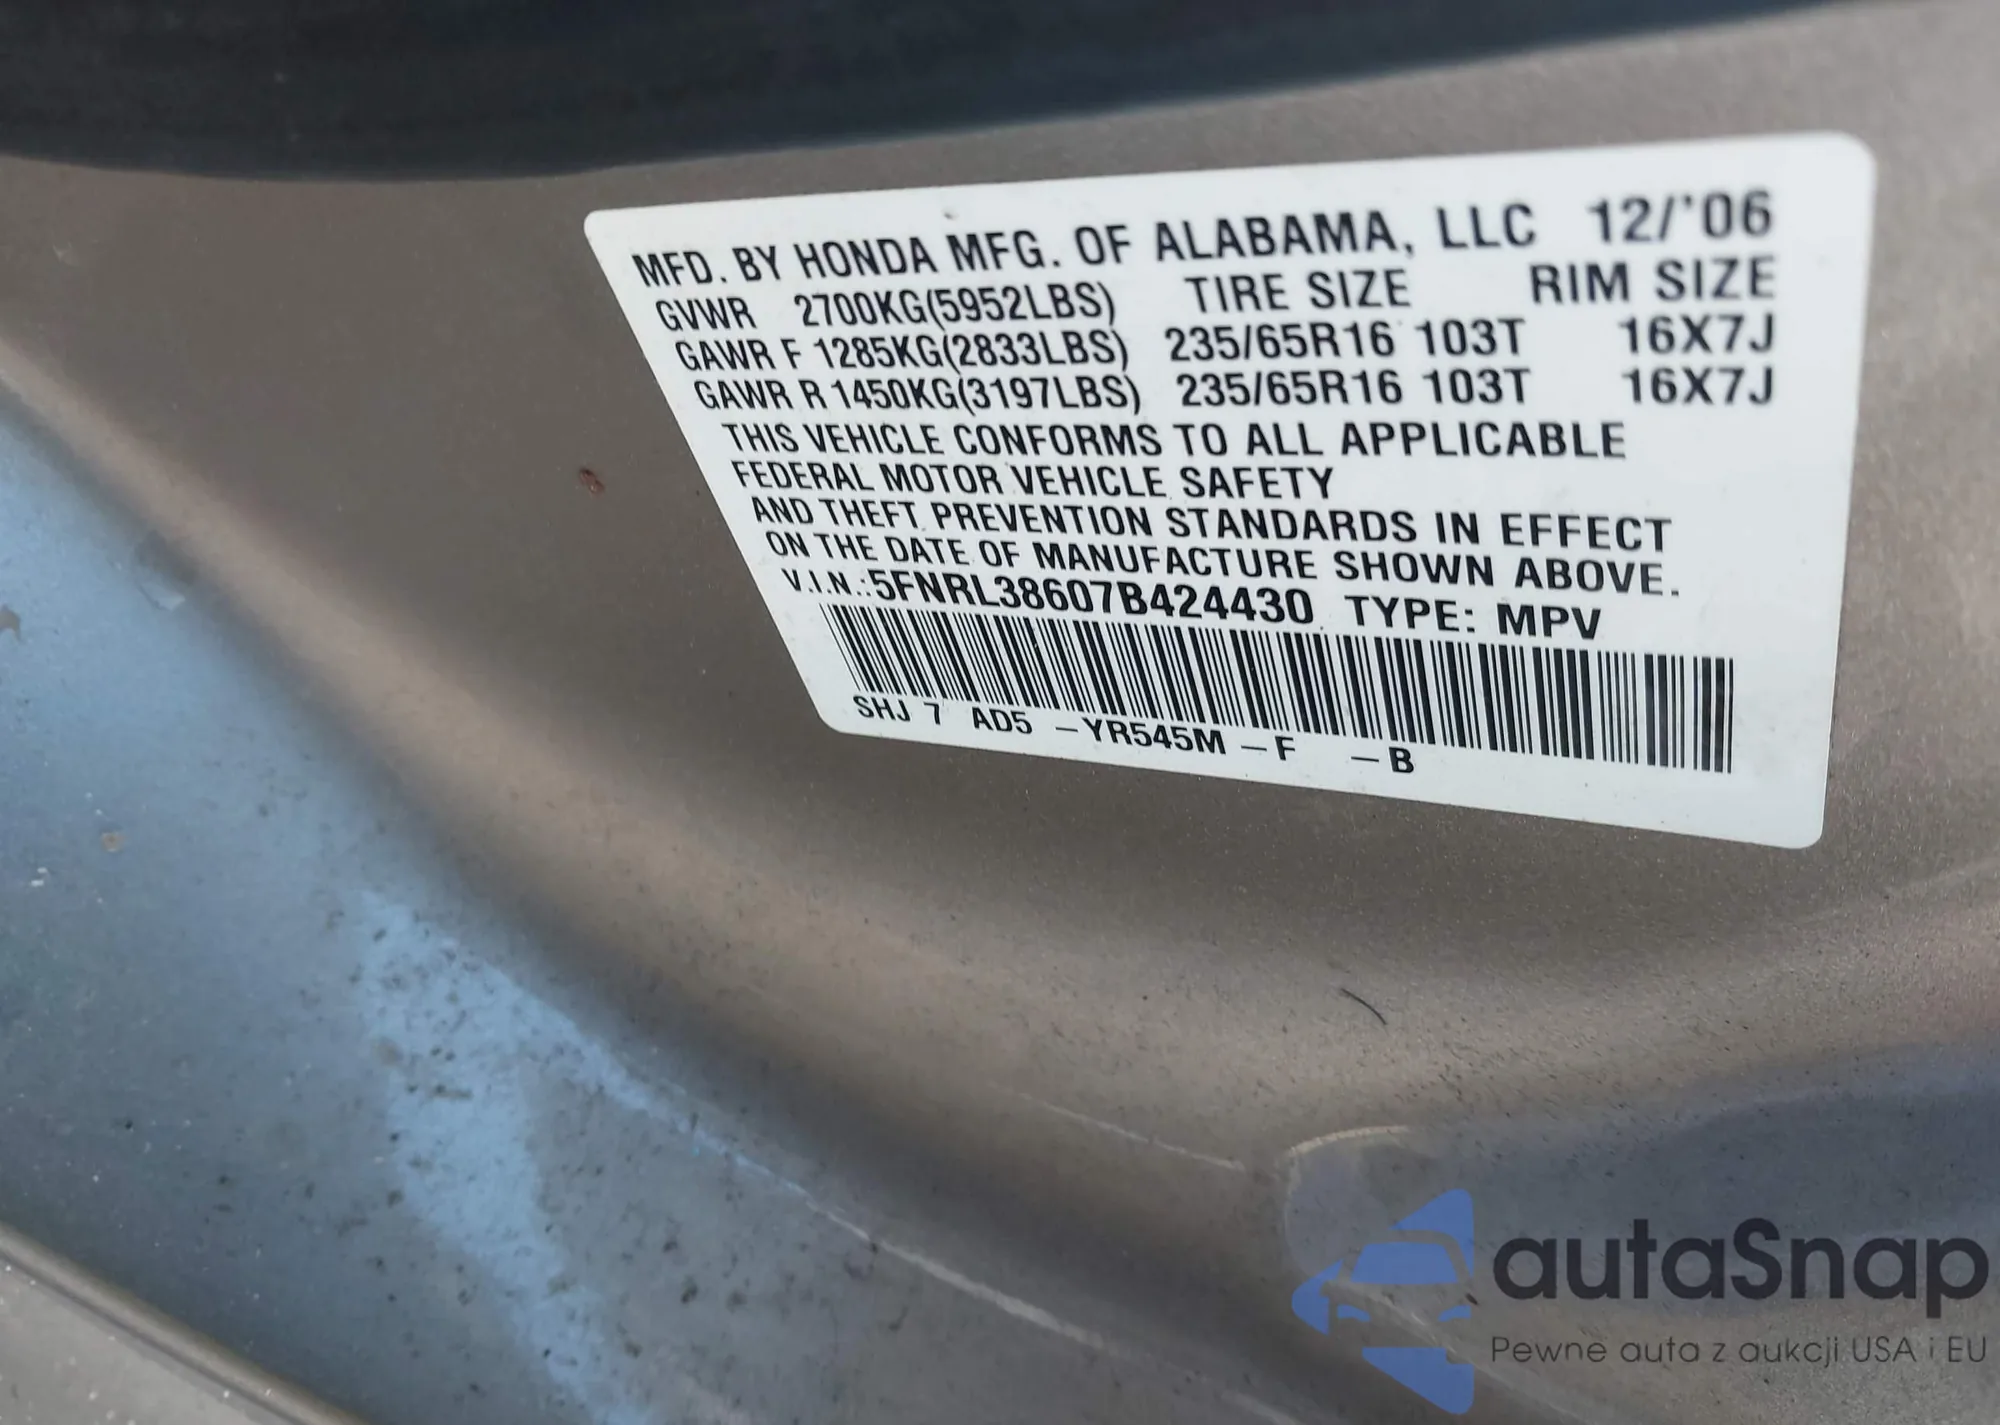 MFD. BY HONDA MFG. OF ALABAMA, LLC 12/'06
GVWR 2700KG(5952LBS) TIRE SIZE RIM SIZE
GAWR F 1285KG(2833LBS) 235/65R16 103T 16X7J
GAWR R 1450KG(3197LBS) 235/65R16 103T 16X7J
THIS VEHICLE CONFORMS TO ALL APPLICABLE
FEDERAL MOTOR VEHICLE SAFETY
AND THEFT PREVENTION STANDARDS IN EFFECT
ON THE DATE OF MANUFACTURE SHOWN ABOVE.
V.I.N.:5FNRL38607B424430 TYPE: MPV
SHJ 7 AD5 -YR545M -F -B
autaSnap
Pewne auta z aukcji USA i EU